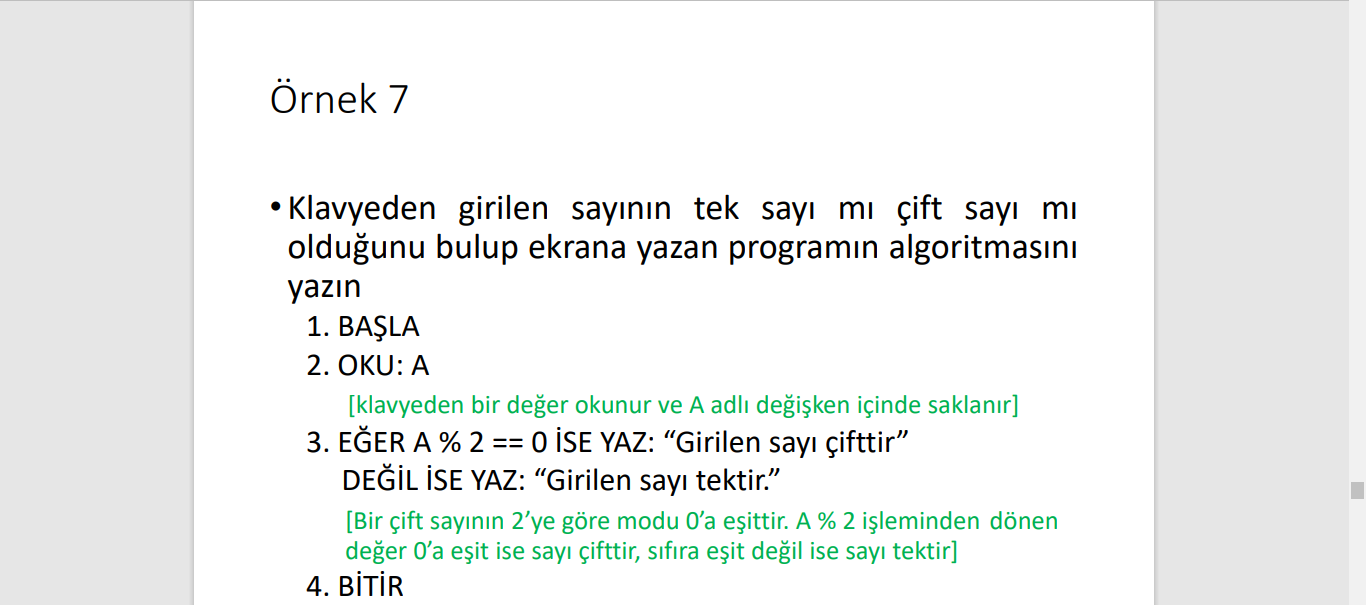 Örnek 7
• Klavyeden girilen sayının tek sayı mı çift sayı mı
olduğunu bulup ekrana yazan programın algoritmasını
yazın
1. BAŞLA
2. OKU: A
[klavyeden bir değer okunur ve A adlı değişken içinde saklanır]
3. EĞER A % 2 == 0 İSE YAZ: “Girilen sayı çifttir”
DEĞİL İSE YAZ: “Girilen sayı tektir.”
[Bir çift sayının 2’ye göre modu 0’a eşittir. A % 2 işleminden dönen
değer 0’a eşit ise sayı çifttir, sıfıra eşit değil ise sayı tektir]
4. BİTİR